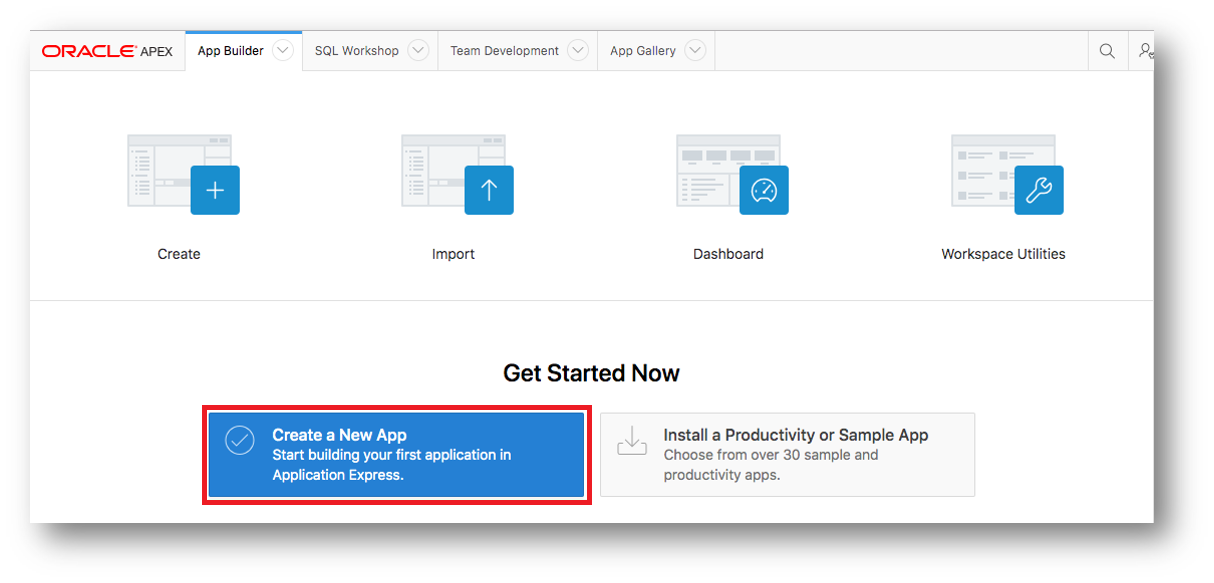 ORACLE APEX App Builder SQL Workshop Team Development App Gallery
Create Import Dashboard Workspace Utilities
Get Started Now
Create a New App
Start building your first application in
Application Express.
Install a Productivity or Sample App
Choose from over 30 sample and
productivity apps.